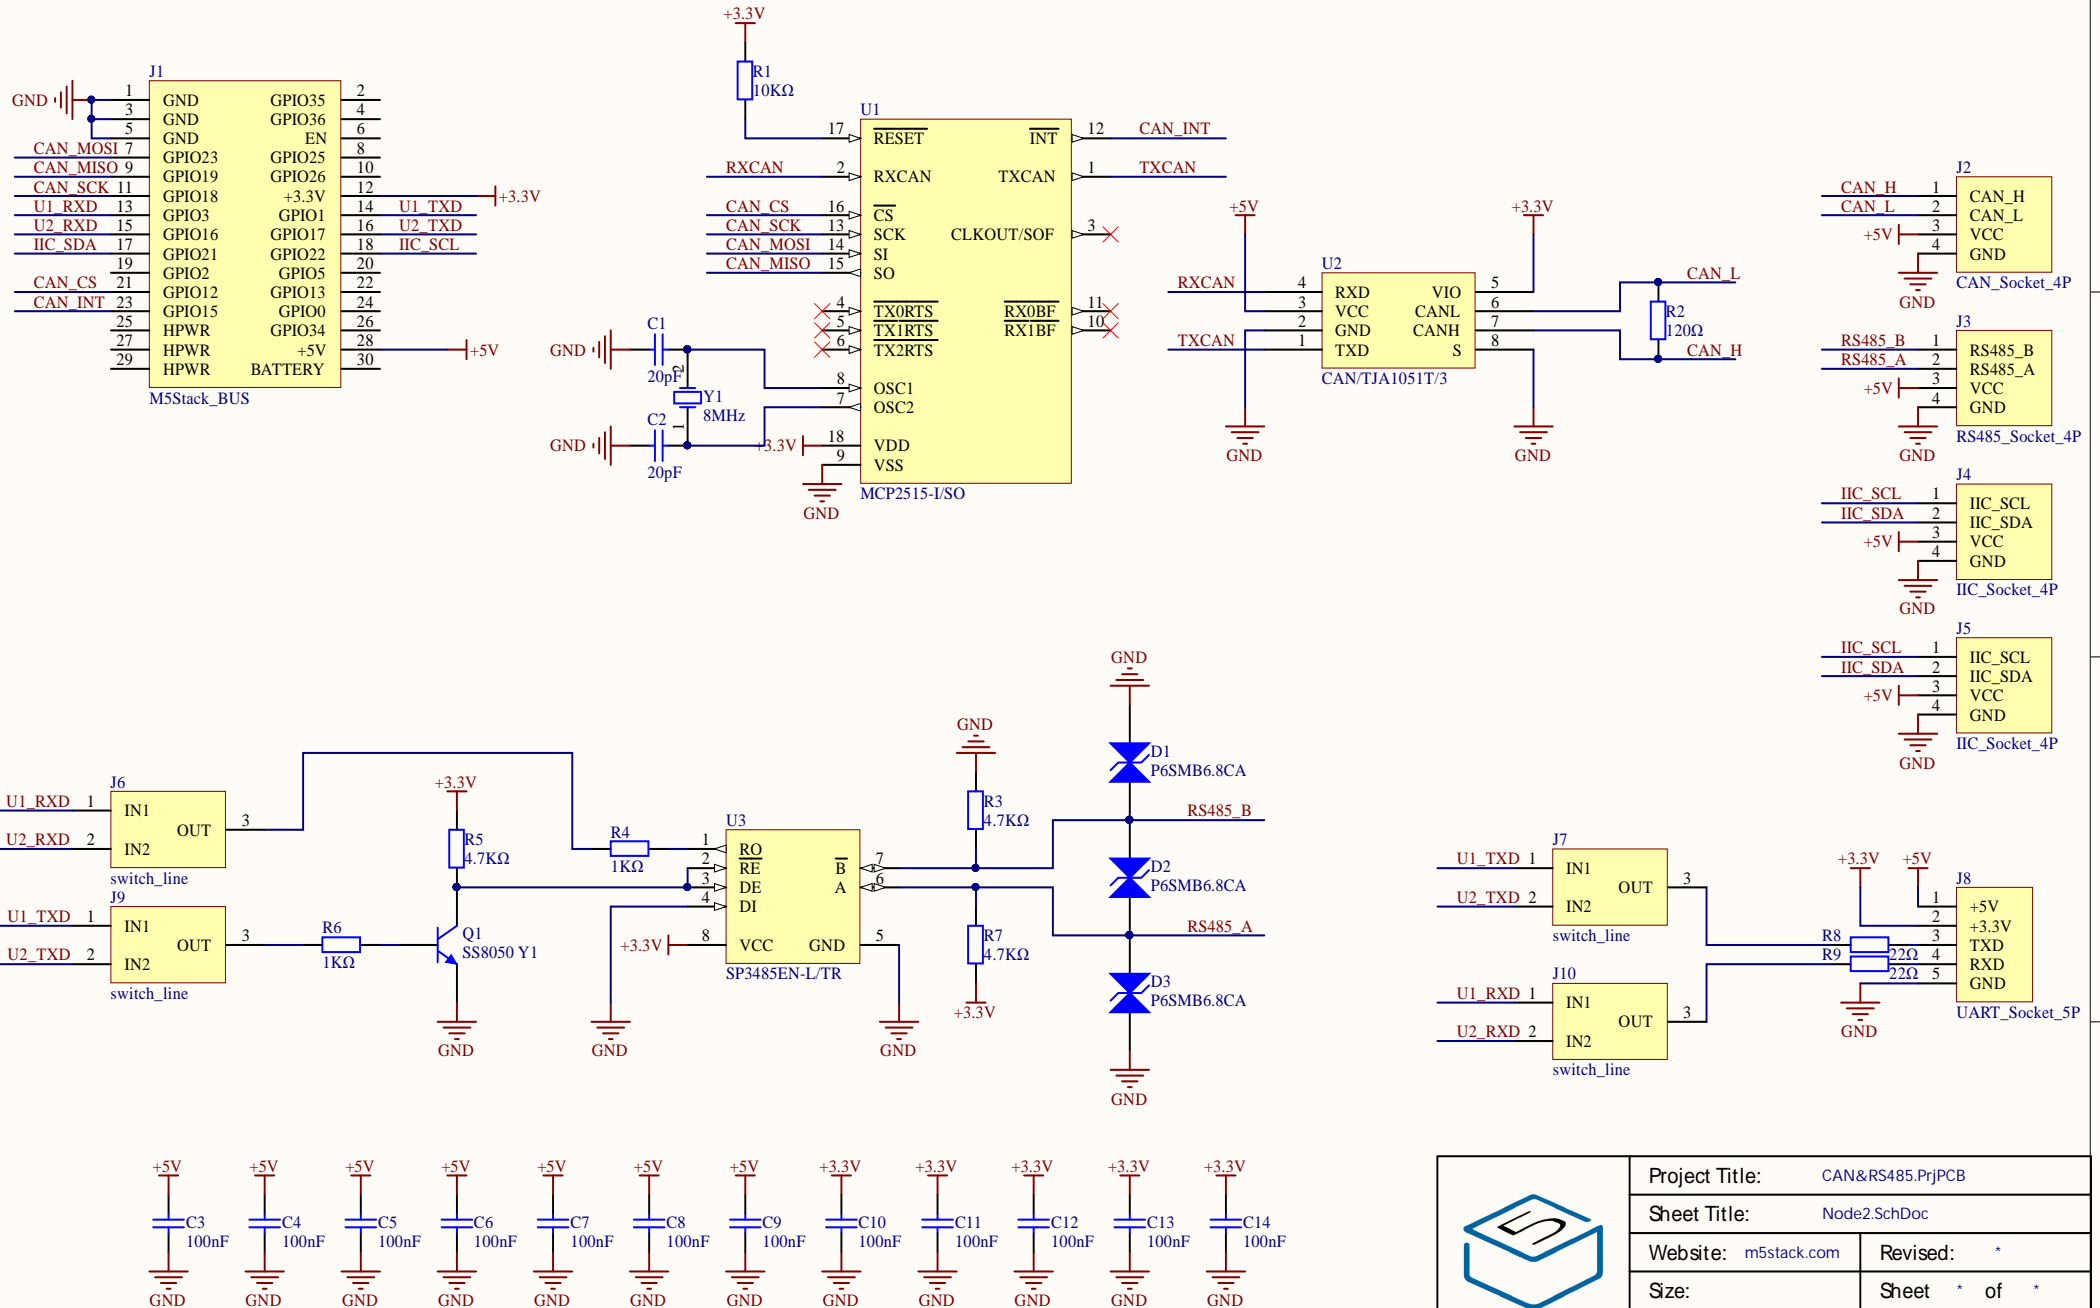 J1
GND
1 GND GPIO35 2
3 GND GPIO36 4
5 GND EN 6
CAN_MOSI 7 GPIO23 GPIO25 8
CAN_MISO 9 GPIO19 GPIO26 10
CAN_SCK 11 GPIO18 +3.3V 12 +3.3V
U1_RXD 13 GPIO3 GPIO1 14 U1_TXD
U2_RXD 15 GPIO16 GPIO17 16 U2_TXD
IIC_SDA 17 GPIO21 GPIO22 18 IIC_SCL
19 GPIO2 GPIO5 20
CAN_CS 21 GPIO12 GPIO13 22
CAN_INT 23 GPIO15 GPIO0 24
25 HPWR GPIO34 26
27 HPWR +5V 28 +5V
29 HPWR BATTERY 30
M5Stack_BUS
+3.3V
R1
10KΩ
U1
17 RESET INT 12 CAN_INT
RXCAN 2 RXCAN TXCAN 1 TXCAN
CAN_CS 16 CS
CAN_SCK 13 SCK CLKOUT/SOF 3
CAN_MOSI 14 SI
CAN_MISO 15 SO
4 TX0RTS RX0BF 11
5 TX1RTS RX1BF 10
6 TX2RTS
8 OSC1
7 OSC2
+3.3V 18 VDD
9 VSS
GND
MCP2515-I/SO
C1
GND
20pF
2
Y1
8MHz
1
C2
GND
20pF
+5V +3.3V
U2
RXCAN 4 RXD VIO 5
3 VCC CANL 6
2 GND CANH 7
TXCAN 1 TXD S 8
CAN/TJA1051T/3
GND GND
CAN_L
R2
120Ω
CAN_H
J2
CAN_H 1 CAN_H
CAN_L 2 CAN_L
+5V 3 VCC
4 GND
GND
CAN_Socket_4P
J3
RS485_B 1 RS485_B
RS485_A 2 RS485_A
+5V 3 VCC
4 GND
GND
RS485_Socket_4P
J4
IIC_SCL 1 IIC_SCL
IIC_SDA 2 IIC_SDA
+5V 3 VCC
4 GND
GND
IIC_Socket_4P
J5
IIC_SCL 1 IIC_SCL
IIC_SDA 2 IIC_SDA
+5V 3 VCC
4 GND
GND
IIC_Socket_4P
J6
U1_RXD 1 IN1
OUT 3
U2_RXD 2 IN2
switch_line
J9
U1_TXD 1 IN1
OUT 3
U2_TXD 2 IN2
switch_line
+3.3V
R5
4.7KΩ
R6
1KΩ
Q1
SS8050 Y1
GND
R4
1KΩ
U3
1 RO
2 RE B 7
3 DE A 6
4 DI
+3.3V 8 VCC GND 5
SP3485EN-L/TR
GND GND
GND
R3
4.7KΩ
R7
4.7KΩ
+3.3V
GND
D1
P6SMB6.8CA
RS485_B
D2
P6SMB6.8CA
RS485_A
D3
P6SMB6.8CA
GND
J7
U1_TXD 1 IN1
OUT 3
U2_TXD 2 IN2
switch_line
J10
U1_RXD 1 IN1
OUT 3
U2_RXD 2 IN2
switch_line
+3.3V +5V
J8
1 +5V
2 +3.3V
R8 3 TXD
R9 22Ω 4 RXD
22Ω 5 GND
GND
UART_Socket_5P
+5V +5V +5V +5V +5V +5V +5V +3.3V +3.3V +3.3V +3.3V +3.3V
C3 C4 C5 C6 C7 C8 C9 C10 C11 C12 C13 C14
100nF 100nF 100nF 100nF 100nF 100nF 100nF 100nF 100nF 100nF 100nF 100nF
GND GND GND GND GND GND GND GND GND GND GND GND
5
Project Title: CAN&RS485.PrjPCB
Sheet Title: Node2.SchDoc
Website: m5stack.com Revised: *
Size: Sheet * of *